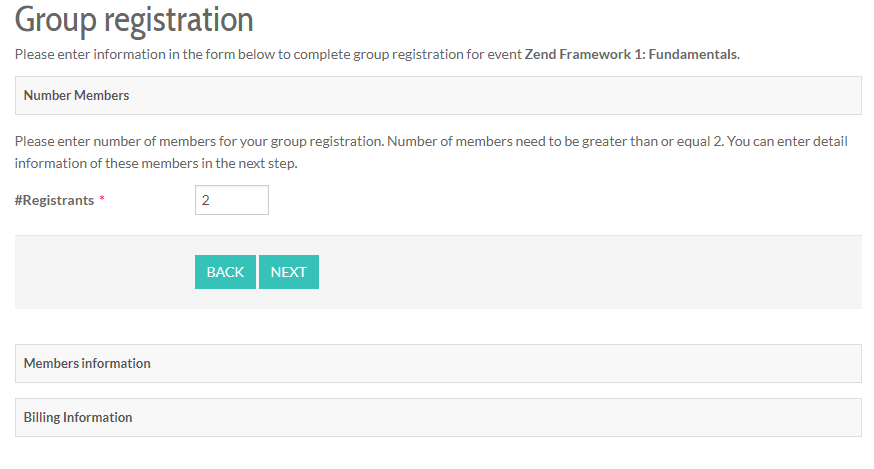 Group registration
Please enter information in the form below to complete group registration for event Zend Framework 1: Fundamentals.
Number Members
Please enter number of members for your group registration. Number of members need to be greater than or equal 2. You can enter detail
information of these members in the next step.
#Registrants * 2
BACK NEXT
Members information
Billing Information